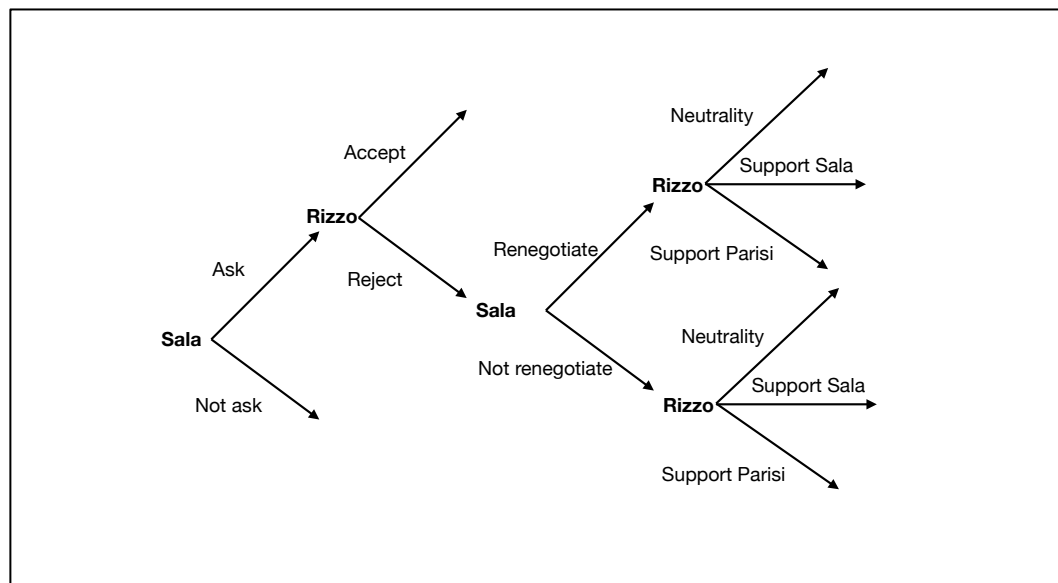 Neutrality
Accept
Support Sala
Rizzo
Rizzo
Renegotiate
Support Parisi
Ask
Reject
Sala
Neutrality
Sala
Not renegotiate
Support Sala
Not ask
Rizzo
Support Parisi